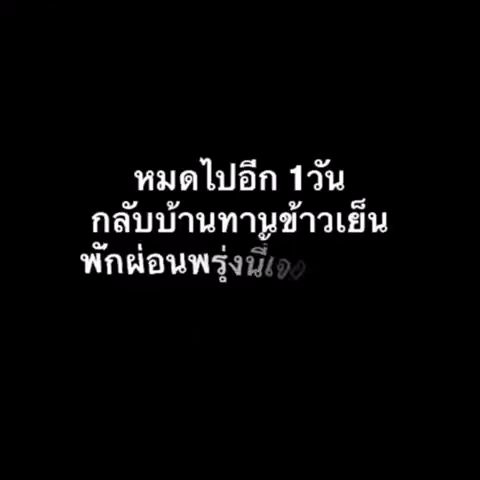 หมดไปอีก 1วัน
กลับบ้านทานข้าวเย็น
พักผ่อนพรุ่งนี้